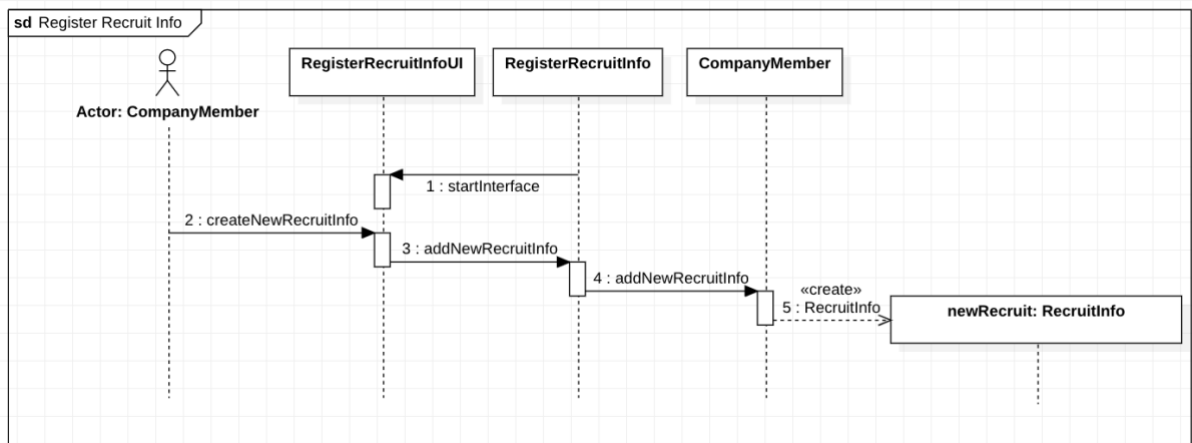 sd Register Recruit Info
Actor: CompanyMember
RegisterRecruitInfoUI
RegisterRecruitInfo
CompanyMember
1 : startInterface
2 : createNewRecruitInfo
3 : addNewRecruitInfo
4 : addNewRecruitInfo
«create»
5 : RecruitInfo
newRecruit: RecruitInfo